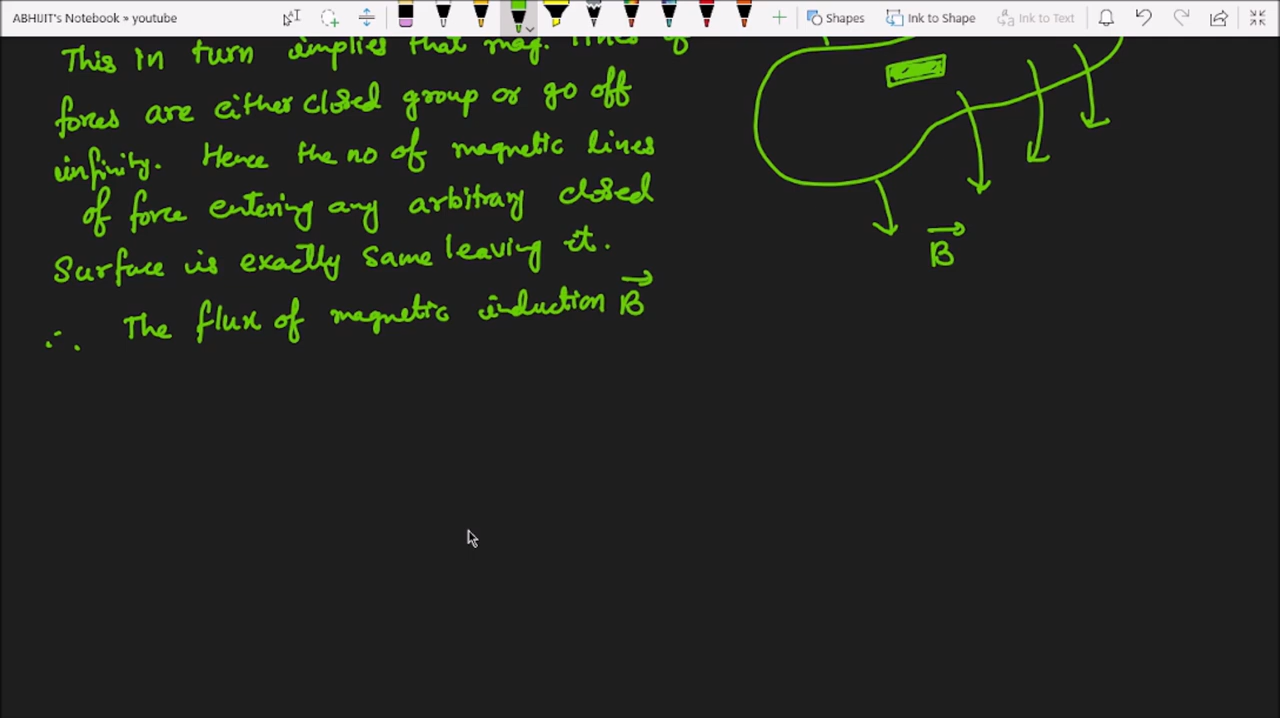 ABHIJIT's Notebook » youtube
Shapes
Ink to Shape
Ink to Text
This in turn implies that mag. lines of
forces are either closed group or go off
infinity. Hence the no of magnetic lines
of force entering any arbitrary closed
Surface is exactly same leaving it.
∴ The flux of magnetic induction B⃗
B⃗